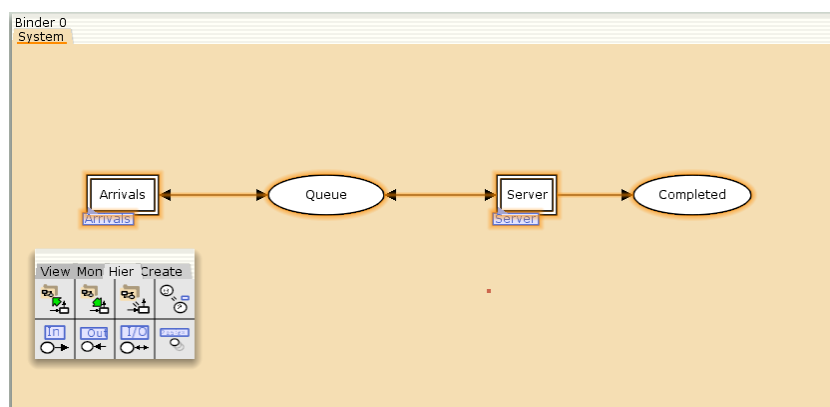 Binder 0
System
Arrivals
Queue
Server
Completed
Arrivals
Server
View Mon Hier Create
In Out I/O